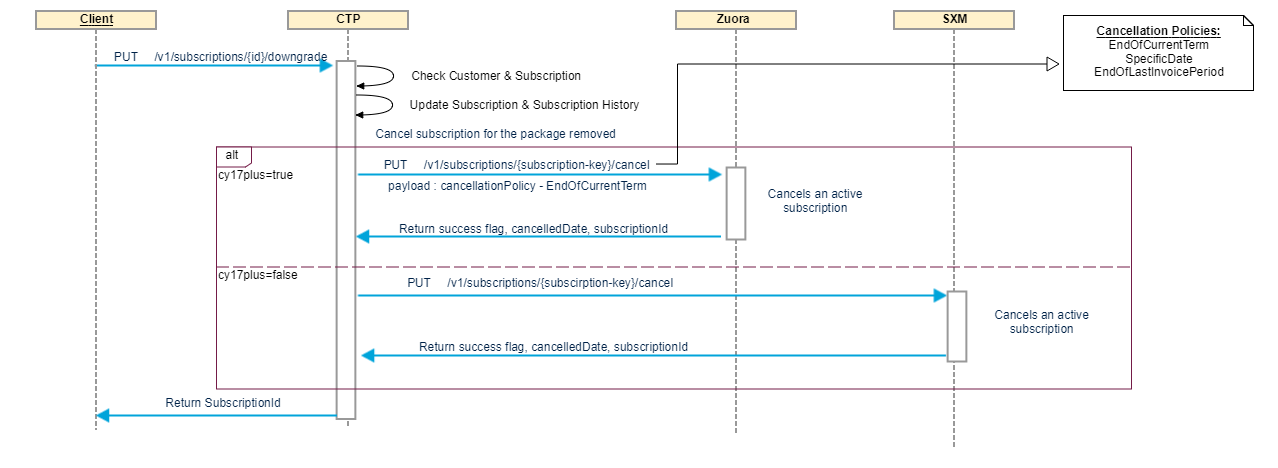 Client
CTP
Zuora
SXM
Cancellation Policies:
EndOfCurrentTerm
SpecificDate
EndOfLastInvoicePeriod
PUT /v1/subscriptions/{id}/downgrade
Check Customer & Subscription
Update Subscription & Subscription History
Cancel subscription for the package removed
alt
cy17plus=true
PUT /v1/subscriptions/{subscription-key}/cancel
payload : cancellationPolicy - EndOfCurrentTerm
Cancels an active
subscription
Return success flag, cancelledDate, subscriptionId
cy17plus=false
PUT /v1/subscriptions/{subscirption-key}/cancel
Cancels an active
subscription
Return success flag, cancelledDate, subscriptionId
Return SubscriptionId